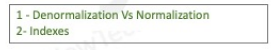 1 - Denormalization Vs Normalization
2- Indexes